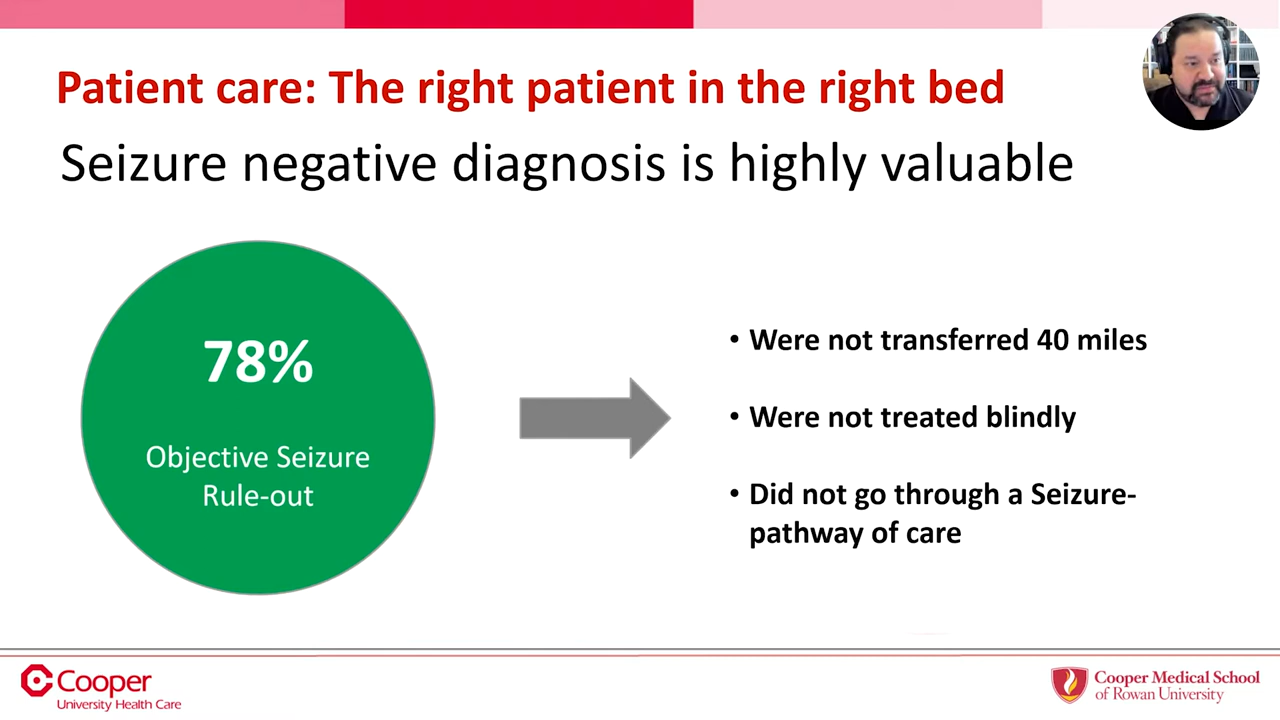 Patient care: The right patient in the right bed
Seizure negative diagnosis is highly valuable
78%
Objective Seizure
Rule-out
• Were not transferred 40 miles
• Were not treated blindly
• Did not go through a Seizure-
pathway of care
Cooper
University Health Care
Cooper Medical School
of Rowan University